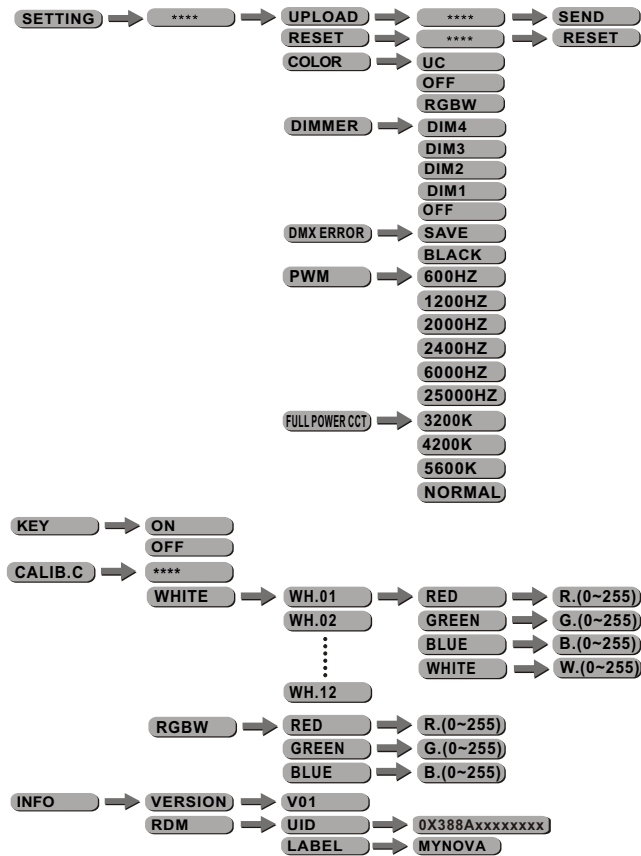 SETTING **** UPLOAD **** SEND
RESET **** RESET
COLOR UC
OFF
RGBW
DIMMER DIM4
DIM3
DIM2
DIM1
OFF
DMX ERROR SAVE
BLACK
PWM 600HZ
1200HZ
2000HZ
2400HZ
6000HZ
25000HZ
FULL POWER CCT 3200K
4200K
5600K
NORMAL
KEY ON
OFF
CALIB.C ****
WHITE WH.01 RED R.(0~255)
WH.02 GREEN G.(0~255)
BLUE B.(0~255)
WHITE W.(0~255)
WH.12
RGBW RED R.(0~255)
GREEN G.(0~255)
BLUE B.(0~255)
INFO VERSION V01
RDM UID 0X388Axxxxxxxx
LABEL MYNOVA